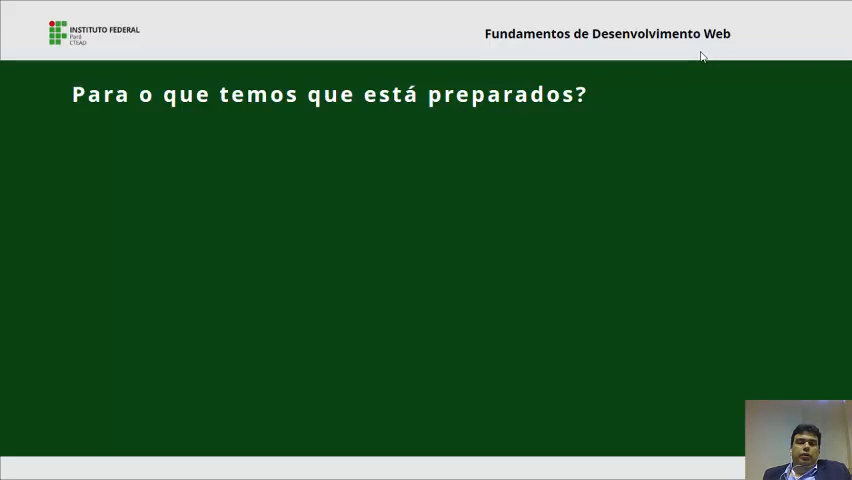 INSTITUTO FEDERAL
Pará
CTEAD
Fundamentos de Desenvolvimento Web
Para o que temos que está preparados?